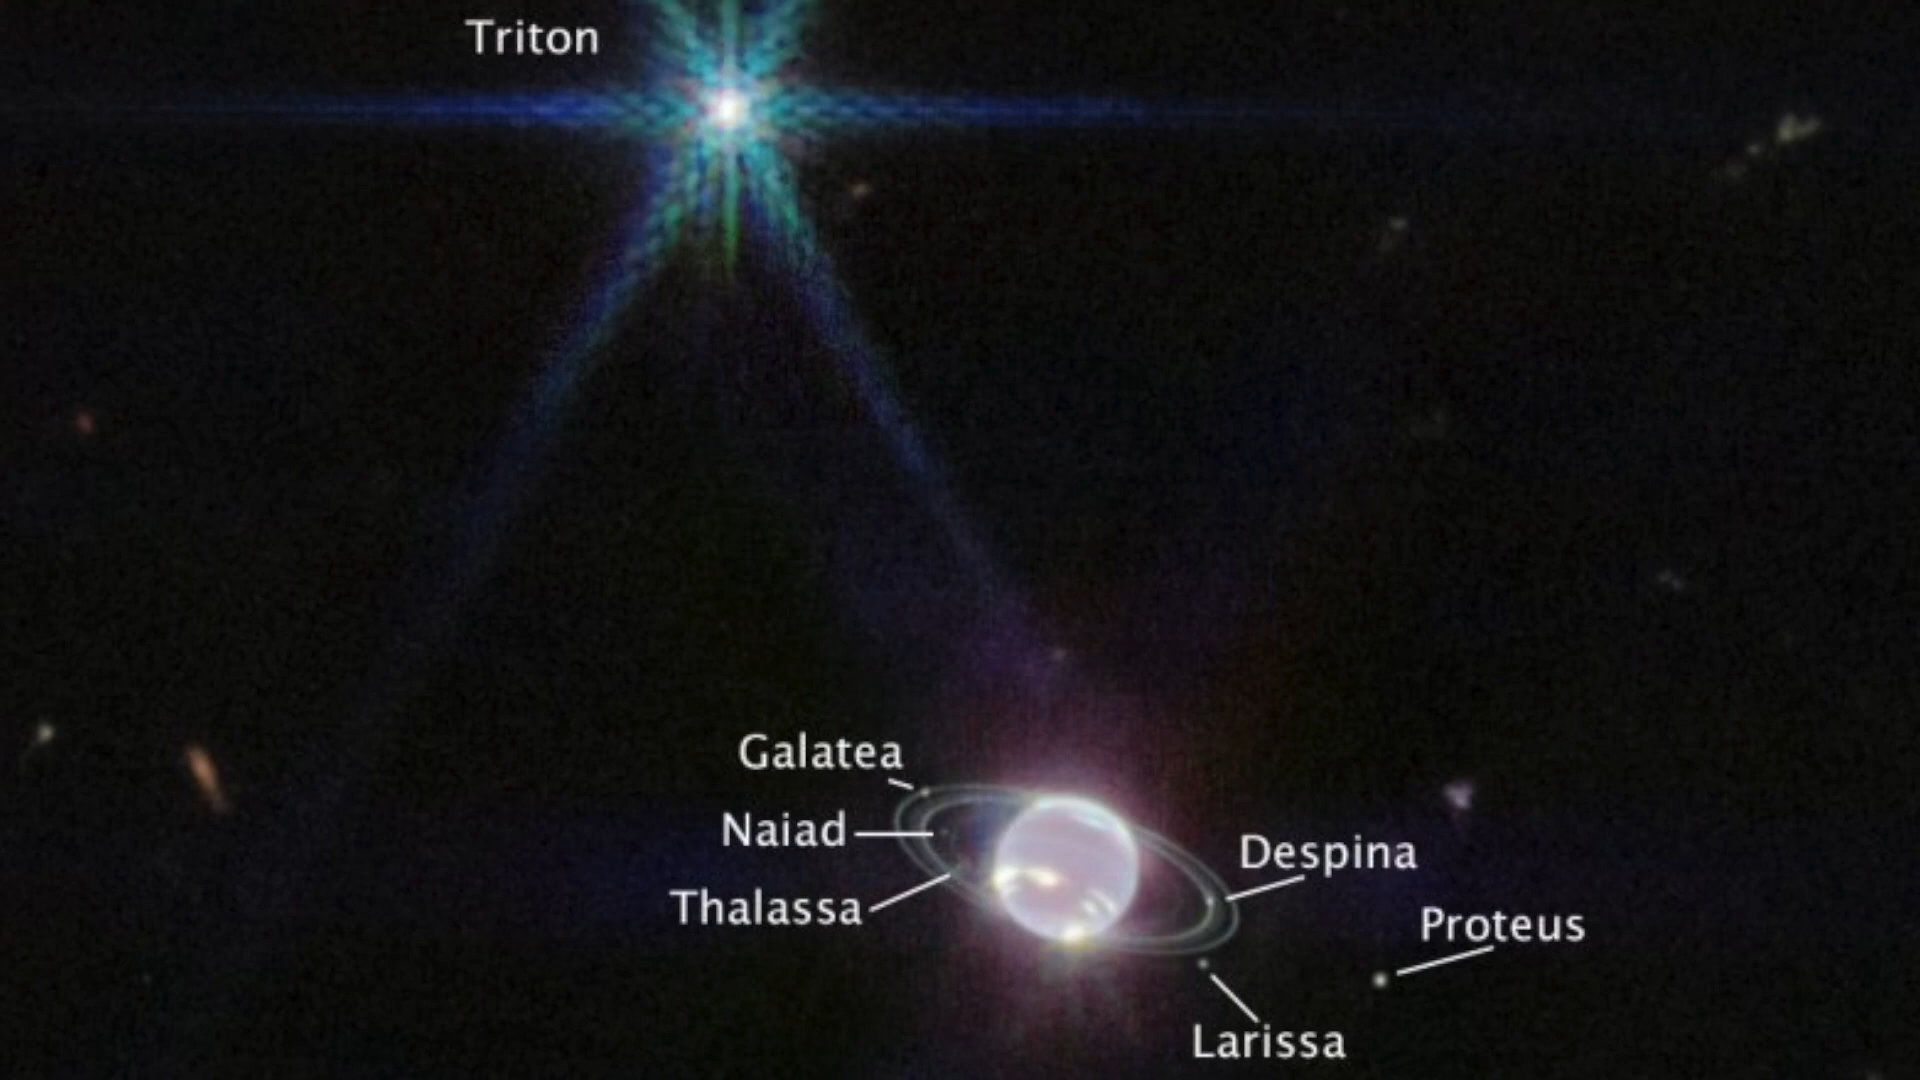 Triton
Galatea
Naiad
Thalassa
Despina
Proteus
Larissa